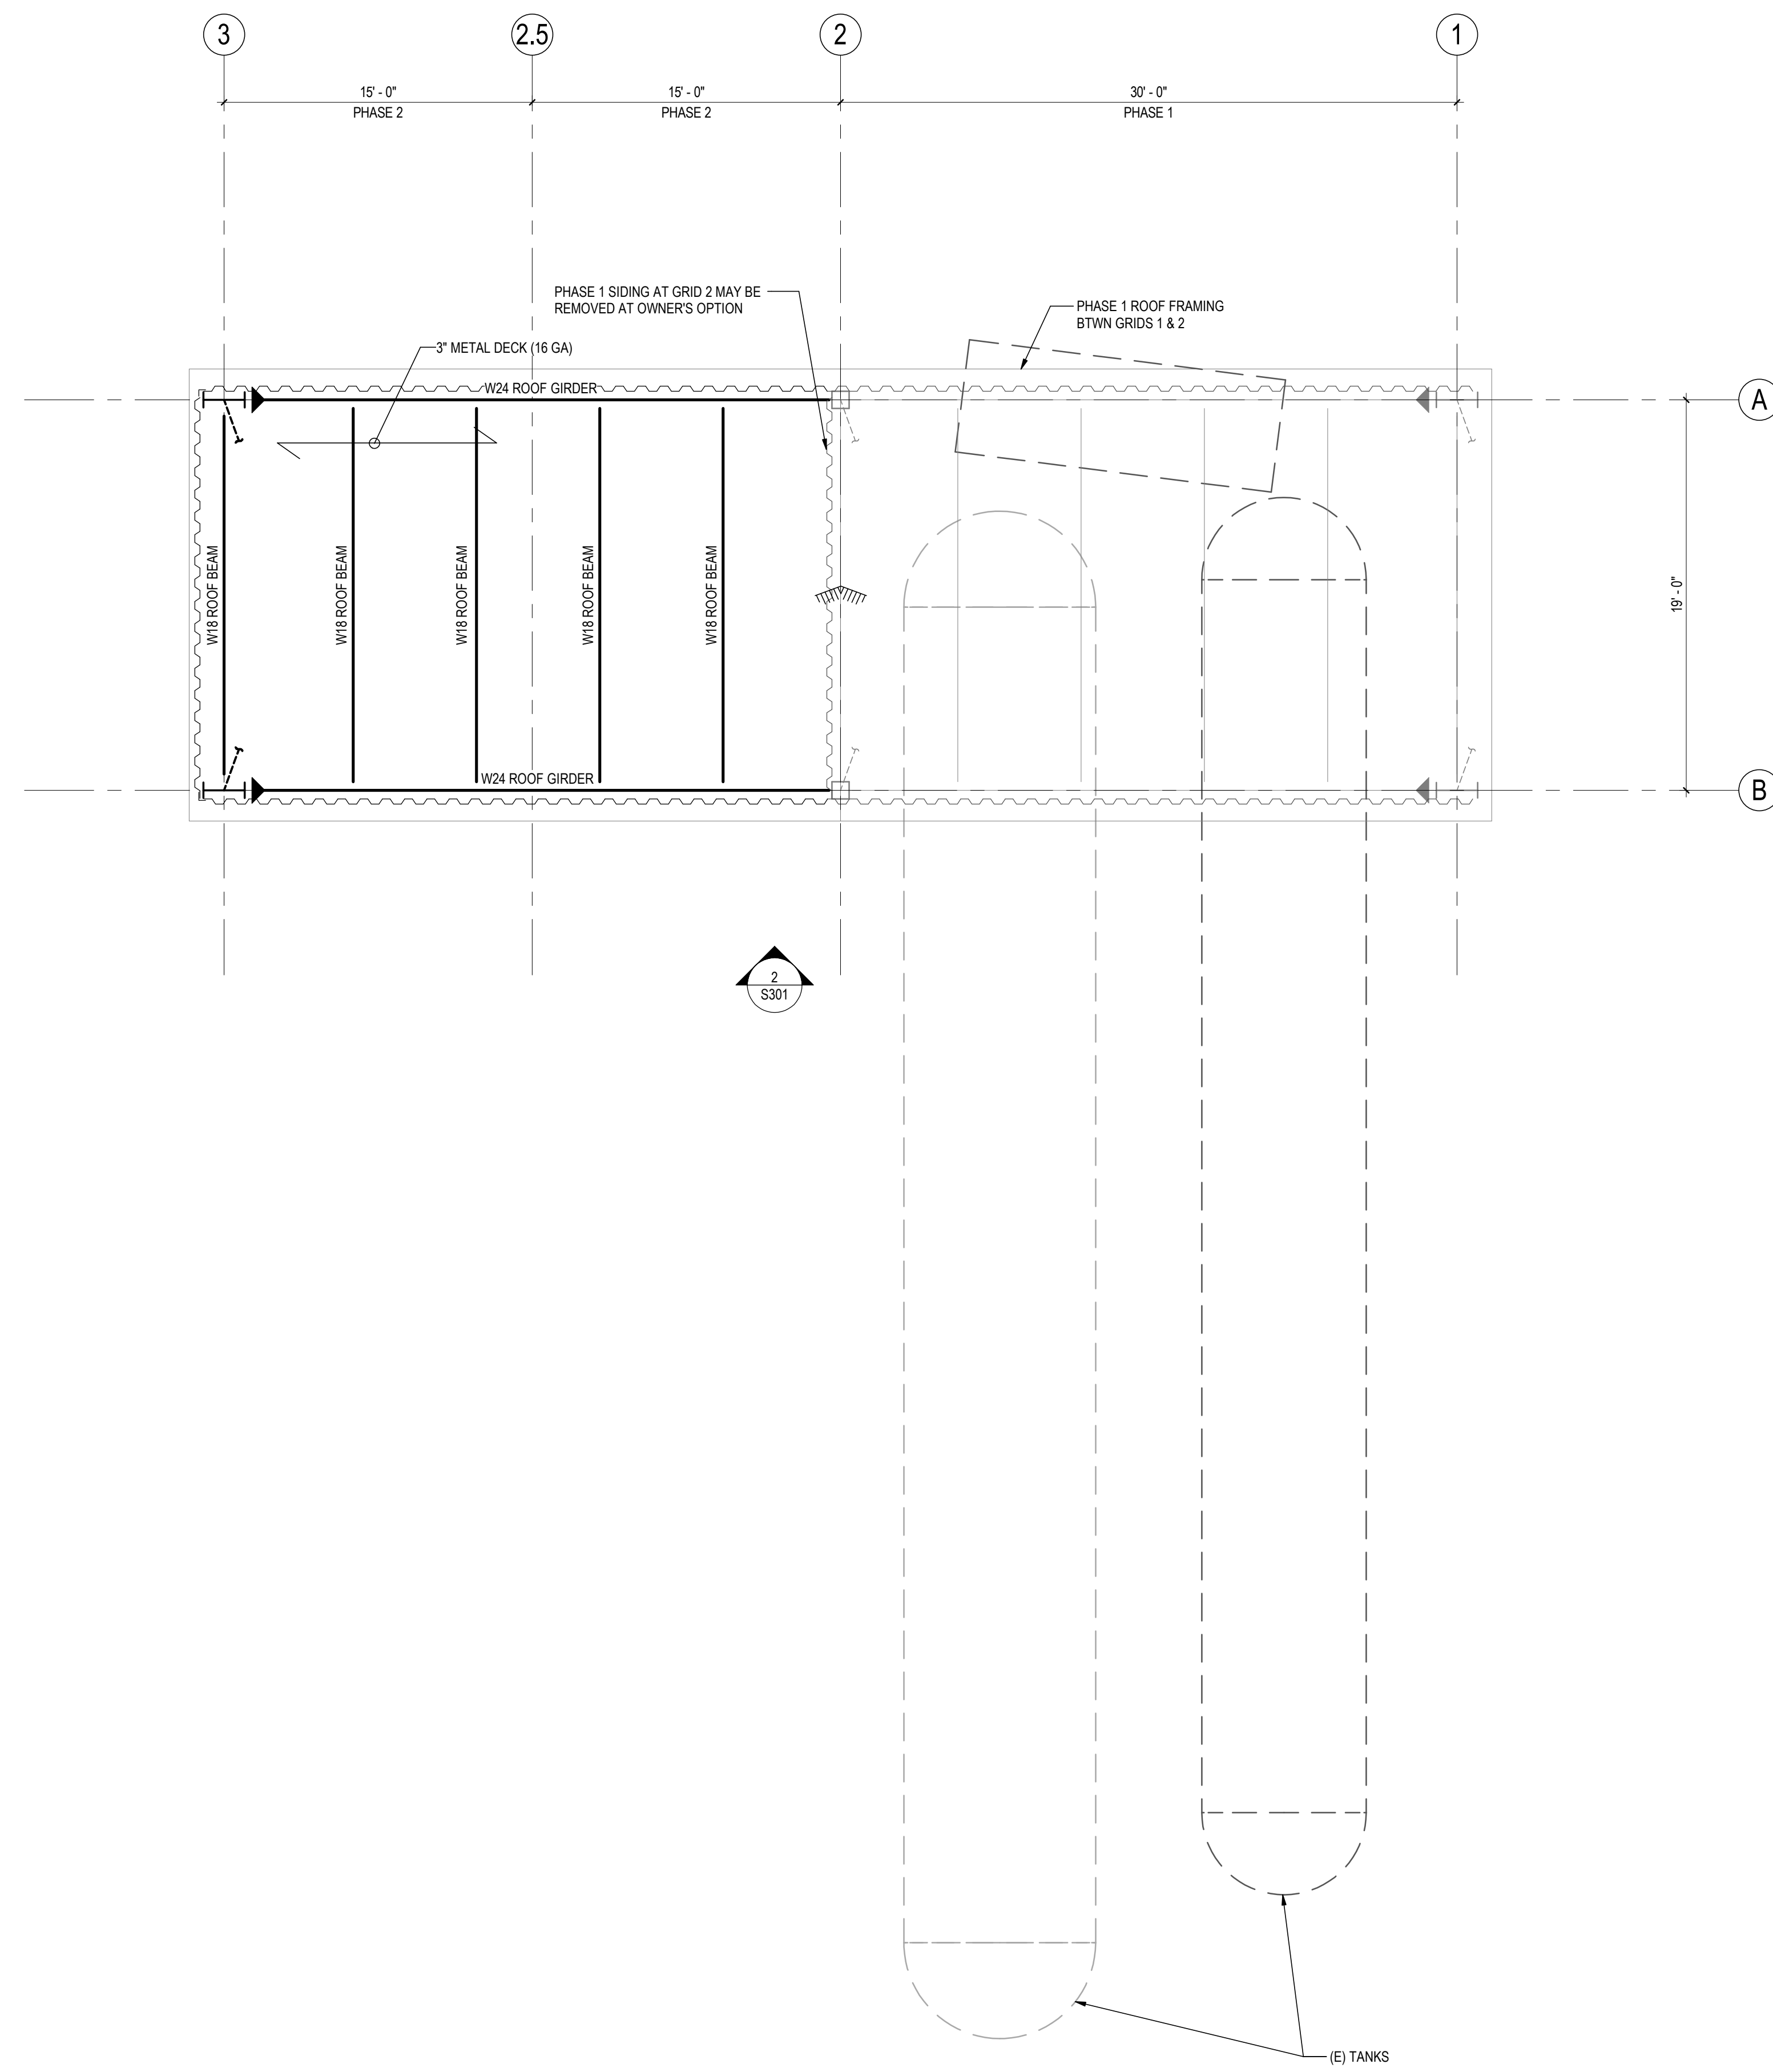 3
2.5
2
1
15' - 0"
PHASE 2
15' - 0"
PHASE 2
30' - 0"
PHASE 1
PHASE 1 SIDING AT GRID 2 MAY BE
REMOVED AT OWNER'S OPTION
PHASE 1 ROOF FRAMING
BTWN GRIDS 1 & 2
3" METAL DECK (16 GA)
W24 ROOF GIRDER
A
W18 ROOF BEAM
W18 ROOF BEAM
W18 ROOF BEAM
W18 ROOF BEAM
W18 ROOF BEAM
19' - 0"
W24 ROOF GIRDER
B
2
S301
(E) TANKS